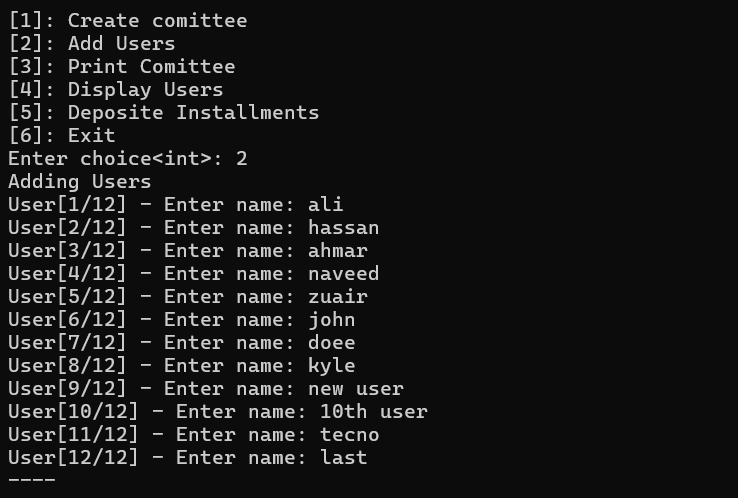 [1]: Create comittee
[2]: Add Users
[3]: Print Comittee
[4]: Display Users
[5]: Deposite Installments
[6]: Exit
Enter choice<int>: 2
Adding Users
User[1/12] - Enter name: ali
User[2/12] - Enter name: hassan
User[3/12] - Enter name: ahmar
User[4/12] - Enter name: naveed
User[5/12] - Enter name: zuair
User[6/12] - Enter name: john
User[7/12] - Enter name: doee
User[8/12] - Enter name: kyle
User[9/12] - Enter name: new user
User[10/12] - Enter name: 10th user
User[11/12] - Enter name: tecno
User[12/12] - Enter name: last
----